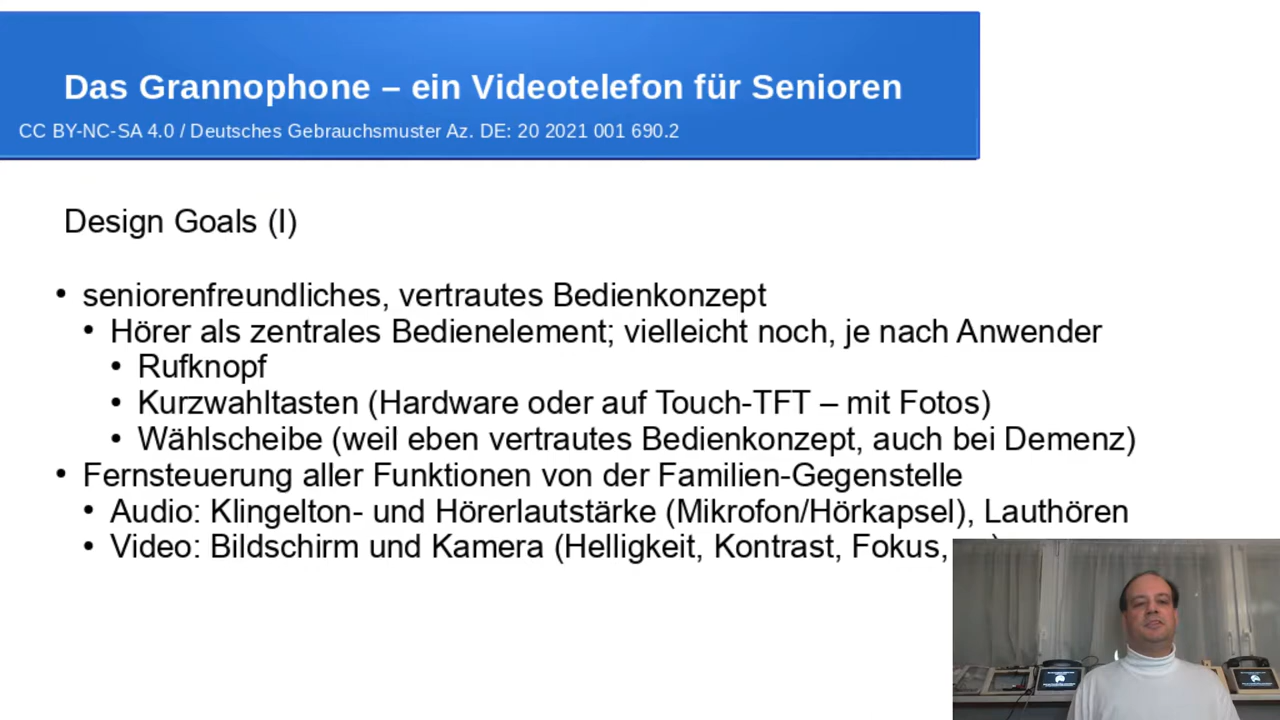 Das Grannophone – ein Videotelefon für Senioren
CC BY-NC-SA 4.0 / Deutsches Gebrauchsmuster Az. DE: 20 2021 001 690.2
Design Goals (I)
• seniorenfreundliches, vertrautes Bedienkonzept
• Hörer als zentrales Bedienelement; vielleicht noch, je nach Anwender
• Rufknopf
• Kurzwahltasten (Hardware oder auf Touch-TFT – mit Fotos)
• Wählscheibe (weil eben vertrautes Bedienkonzept, auch bei Demenz)
• Fernsteuerung aller Funktionen von der Familien-Gegenstelle
• Audio: Klingelton- und Hörerlautstärke (Mikrofon/Hörkapsel), Lauthören
• Video: Bildschirm und Kamera (Helligkeit, Kontrast, Fokus,